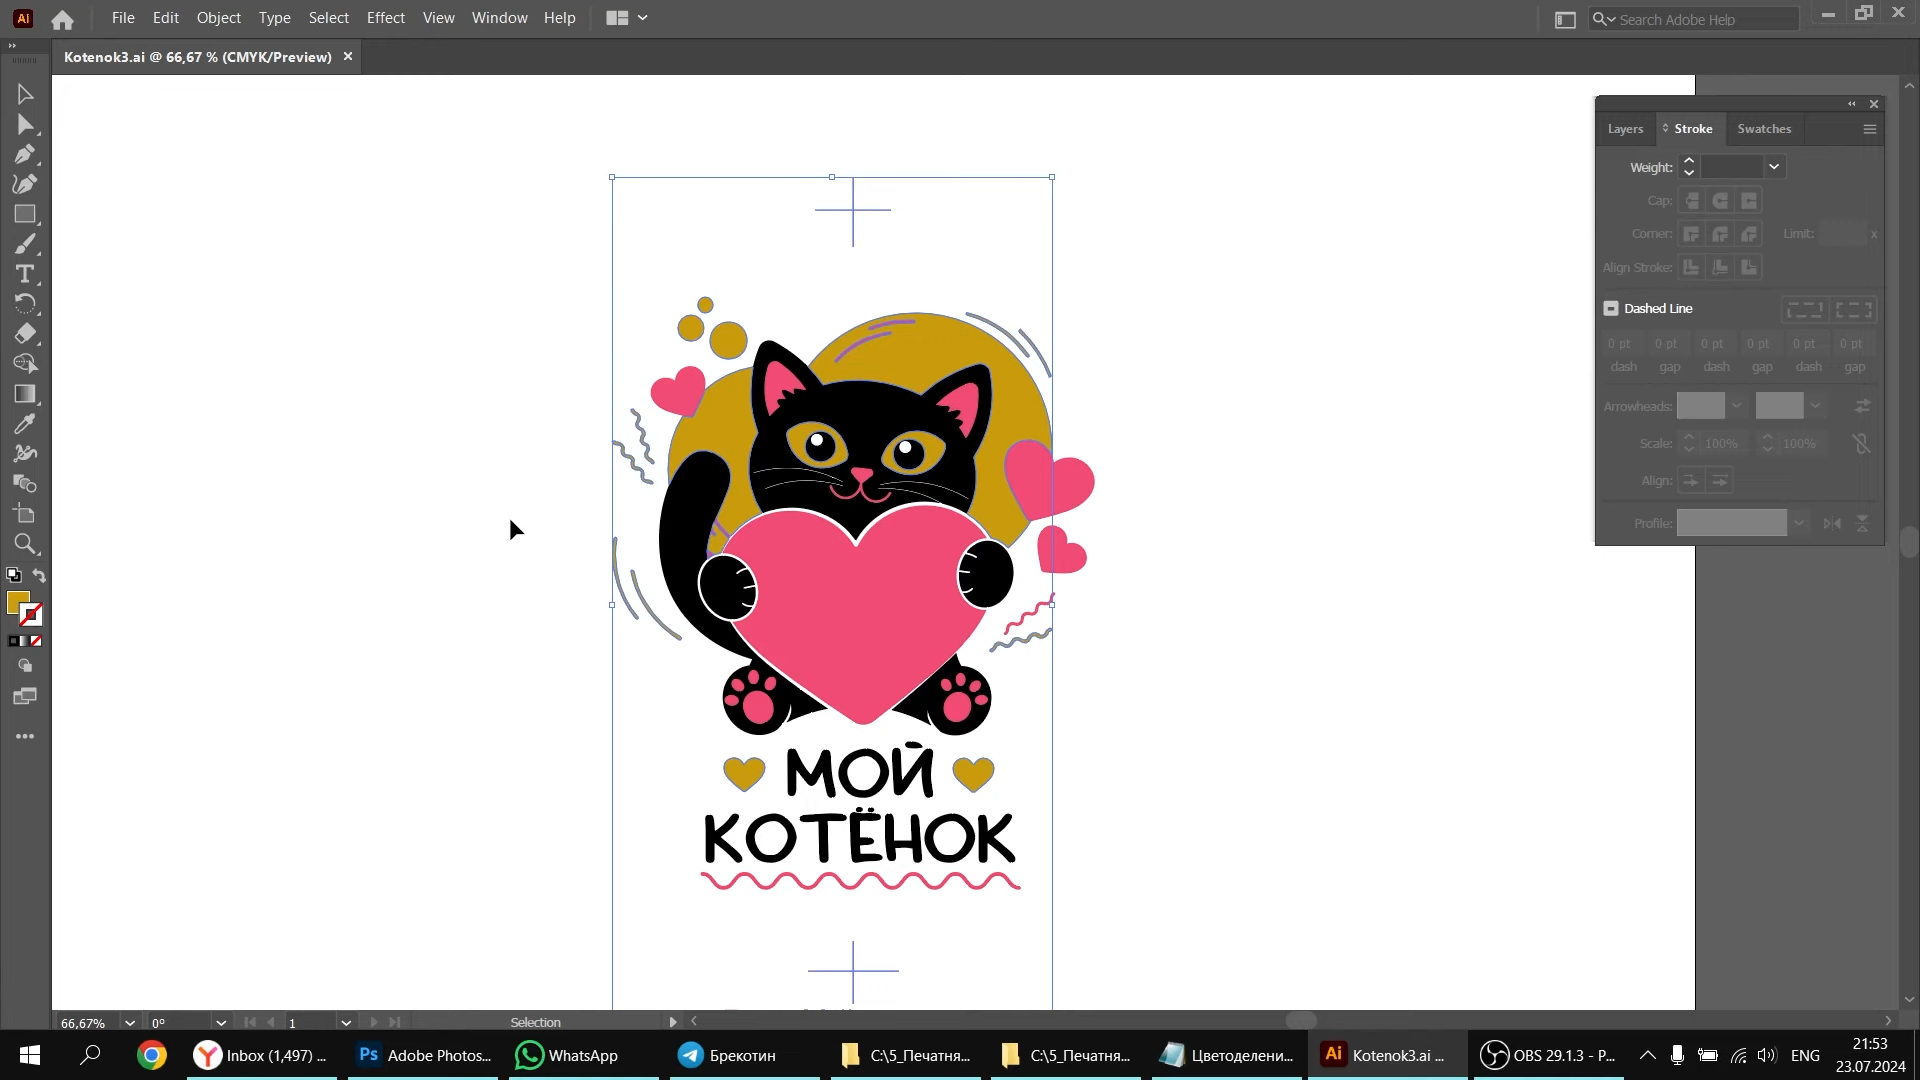 Ai File Edit Object Type Select Effect View Window Help Search Adobe Help
Kotenok3.ai @ 66,67 % (CMYK/Preview) ×
Layers Stroke Swatches
Weight:
Cap:
Corner: Limit: x
Align Stroke:
Dashed Line
0 pt 0 pt 0 pt 0 pt 0 pt 0 pt
dash gap dash gap dash gap
Arrowheads:
Scale: 100% 100%
Align:
Profile:
МОЙ
КОТЁНОК
66,67% 0° 1 Selection
Inbox (1,497) ... Ps Adobe Photos... WhatsApp Брекотин C:\5_Печатня... C:\5_Печатня... Цветоделени... Ai Kotenok3.ai ... OBS 29.1.3 - P... ENG 21:53
23.07.2024